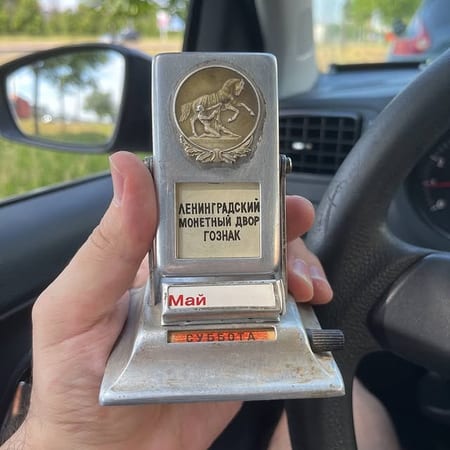 ЛЕНИНГРАДСКИЙ
МОНЕТНЫЙ ДВОР
ГОЗНАК
Май
СУББОТА